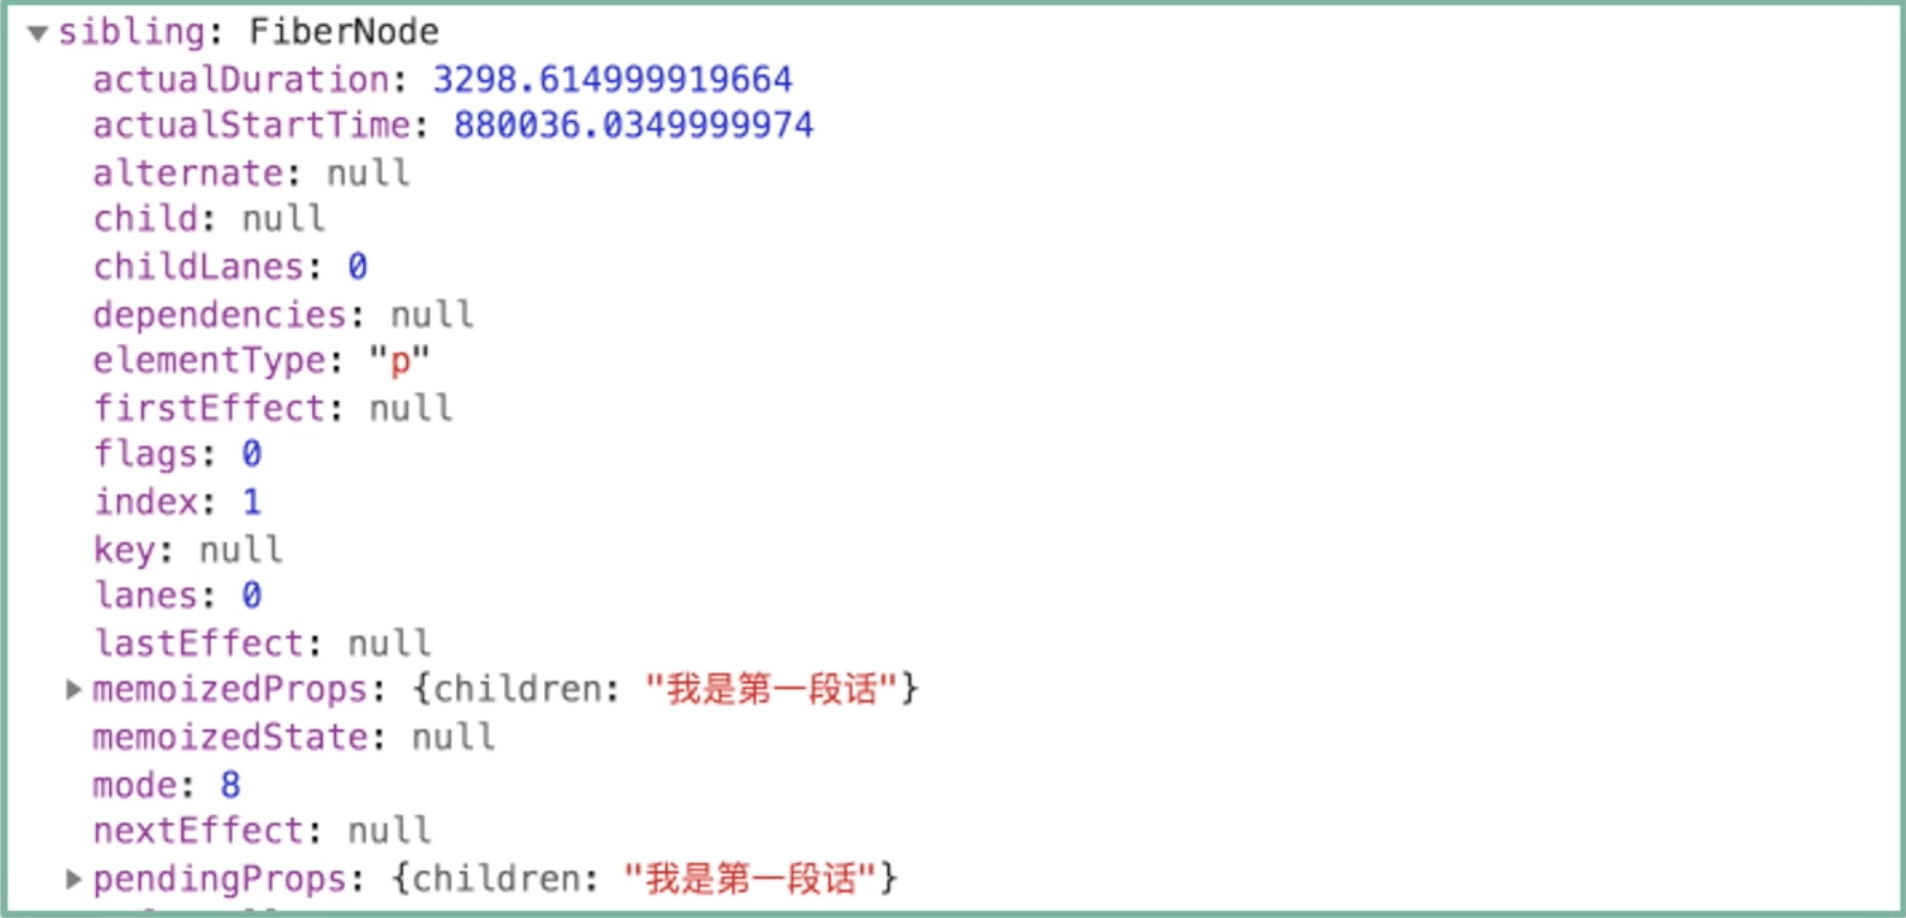 sibling: FiberNode
actualDuration: 3298.614999919664
actualStartTime: 880036.0349999974
alternate: null
child: null
childLanes: 0
dependencies: null
elementType: "p"
firstEffect: null
flags: 0
index: 1
key: null
lanes: 0
lastEffect: null
memoizedProps: {children: "我是第一段话"}
memoizedState: null
mode: 8
nextEffect: null
pendingProps: {children: "我是第一段话"}